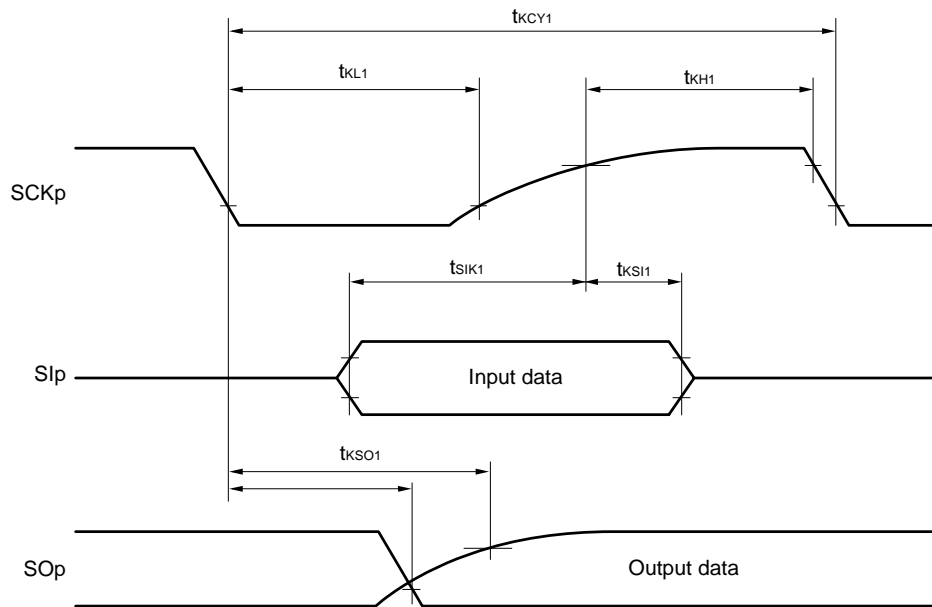 tKCY1
tKL1
tKH1
SCKp
tSIK1
tKSI1
SIp
Input data
tKSO1
SOp
Output data